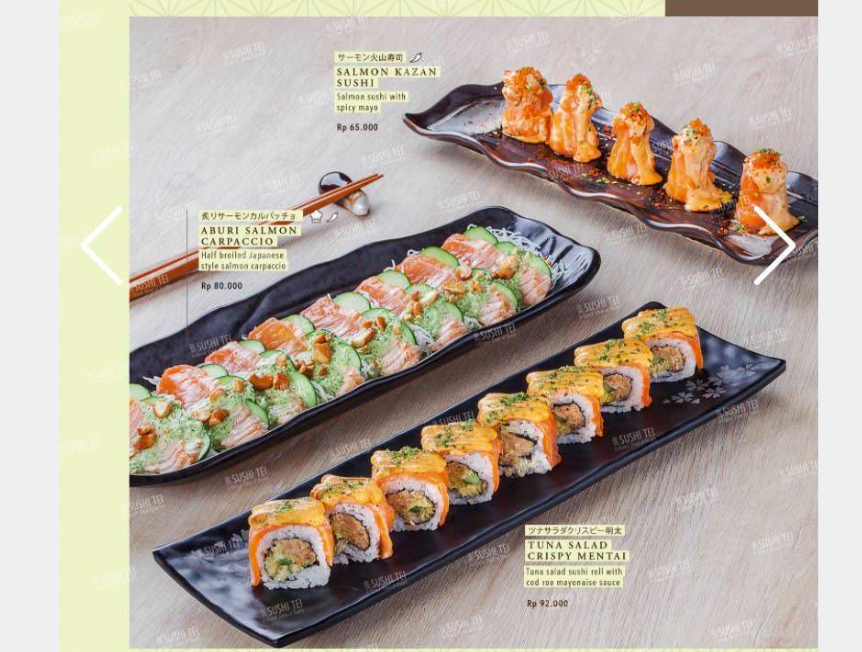 サーモン火山寿司
SALMON KAZAN
SUSHI
Salmon sushi with
spicy mayo
Rp 65.000
炙りサーモンカルパッチョ
ABURI SALMON
CARPACCIO
Half broiled Japanese
style salmon carpaccio
Rp 80.000
ツナサラダクリスピー明太
TUNA SALAD
CRISPY MENTAI
Tuna salad sushi roll with
cod roe mayonaise sauce
Rp 92.000
SUSHI TEI